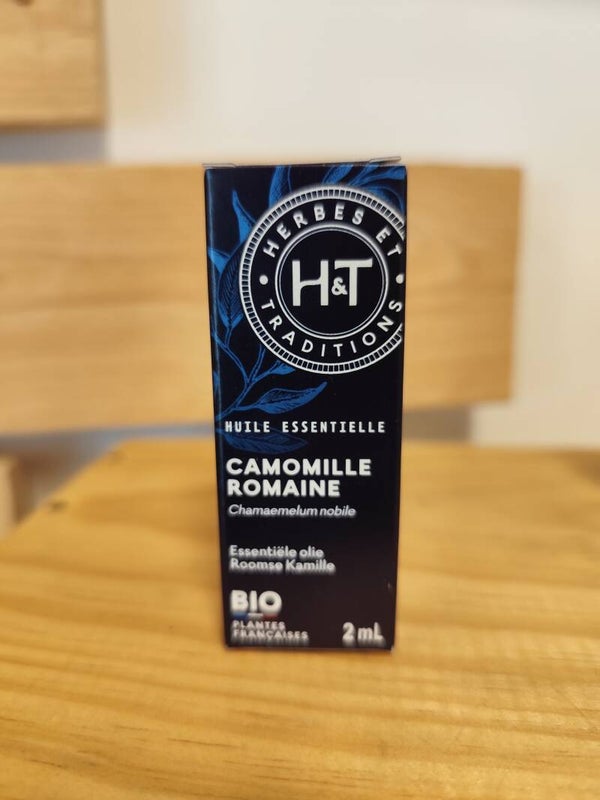 HERBES ET
H&T
TRADITIONS
HUILE ESSENTIELLE
CAMOMILLE
ROMAINE
Chamaemelum nobile
Essentiële olie
Roomse Kamille
BIO
PLANTES
FRANÇAISES
2 mL